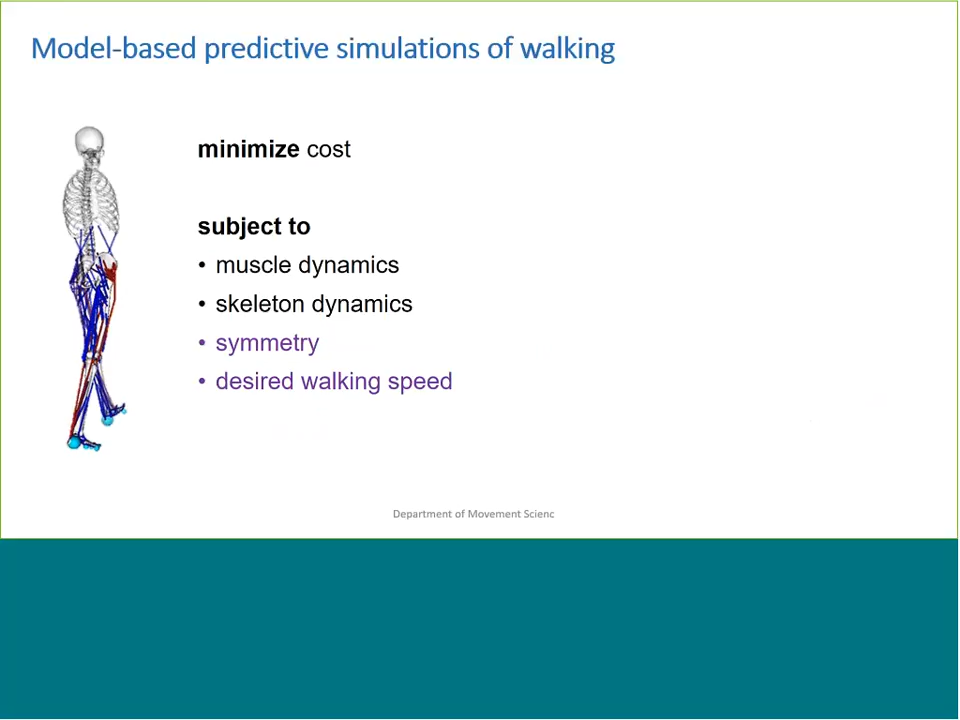 Model-based predictive simulations of walking
minimize cost
subject to
• muscle dynamics
• skeleton dynamics
• symmetry
• desired walking speed
Department of Movement Scienc